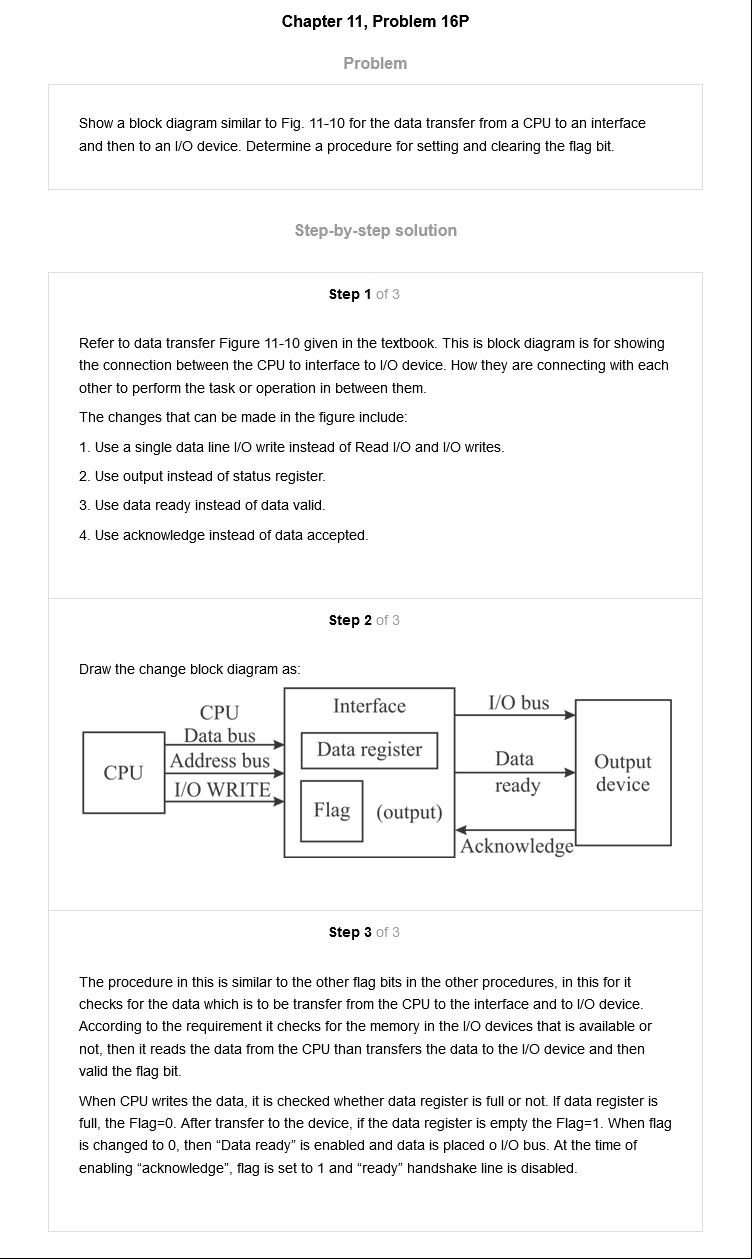 Chapter 11, Problem 16P
Problem
Show a block diagram similar to Fig. 11-10 for the data transfer from a CPU to an interface
and then to an I/O device. Determine a procedure for setting and clearing the flag bit.
Step-by-step solution
Step 1 of 3
Refer to data transfer Figure 11-10 given in the textbook. This is block diagram is for showing
the connection between the CPU to interface to I/O device. How they are connecting with each
other to perform the task or operation in between them.
The changes that can be made in the figure include:
1. Use a single data line I/O write instead of Read I/O and I/O writes.
2. Use output instead of status register.
3. Use data ready instead of data valid.
4. Use acknowledge instead of data accepted.
Step 2 of 3
Draw the change block diagram as:
CPU
CPU
Data bus
Address bus
I/O WRITE
Interface
Data register
Flag
(output)
I/O bus
Data
ready
Acknowledge
Output
device
Step 3 of 3
The procedure in this is similar to the other flag bits in the other procedures, in this for it
checks for the data which is to be transfer from the CPU to the interface and to I/O device.
According to the requirement it checks for the memory in the I/O devices that is available or
not, then it reads the data from the CPU than transfers the data to the I/O device and then
valid the flag bit.
When CPU writes the data, it is checked whether data register is full or not. If data register is
full, the Flag=0. After transfer to the device, if the data register is empty the Flag=1. When flag
is changed to 0, then “Data ready” is enabled and data is placed o I/O bus. At the time of
enabling “acknowledge”, flag is set to 1 and “ready” handshake line is disabled.